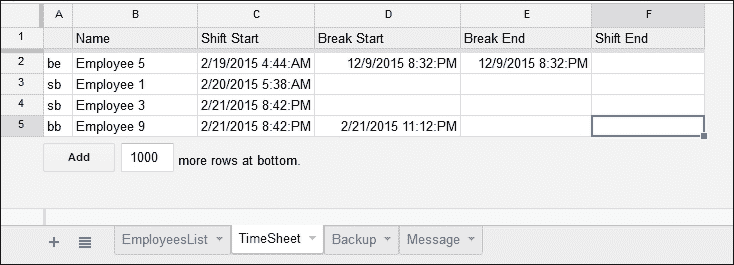 A B C D E F
1 Name Shift Start Break Start Break End Shift End
2 be Employee 5 2/19/2015 4:44:AM 12/9/2015 8:32:PM 12/9/2015 8:32:PM
3 sb Employee 1 2/20/2015 5:38:AM
4 sb Employee 3 2/21/2015 8:42:PM
5 bb Employee 9 2/21/2015 8:42:PM 2/21/2015 11:12:PM
Add 1000 more rows at bottom.
EmployeesList TimeSheet Backup Message